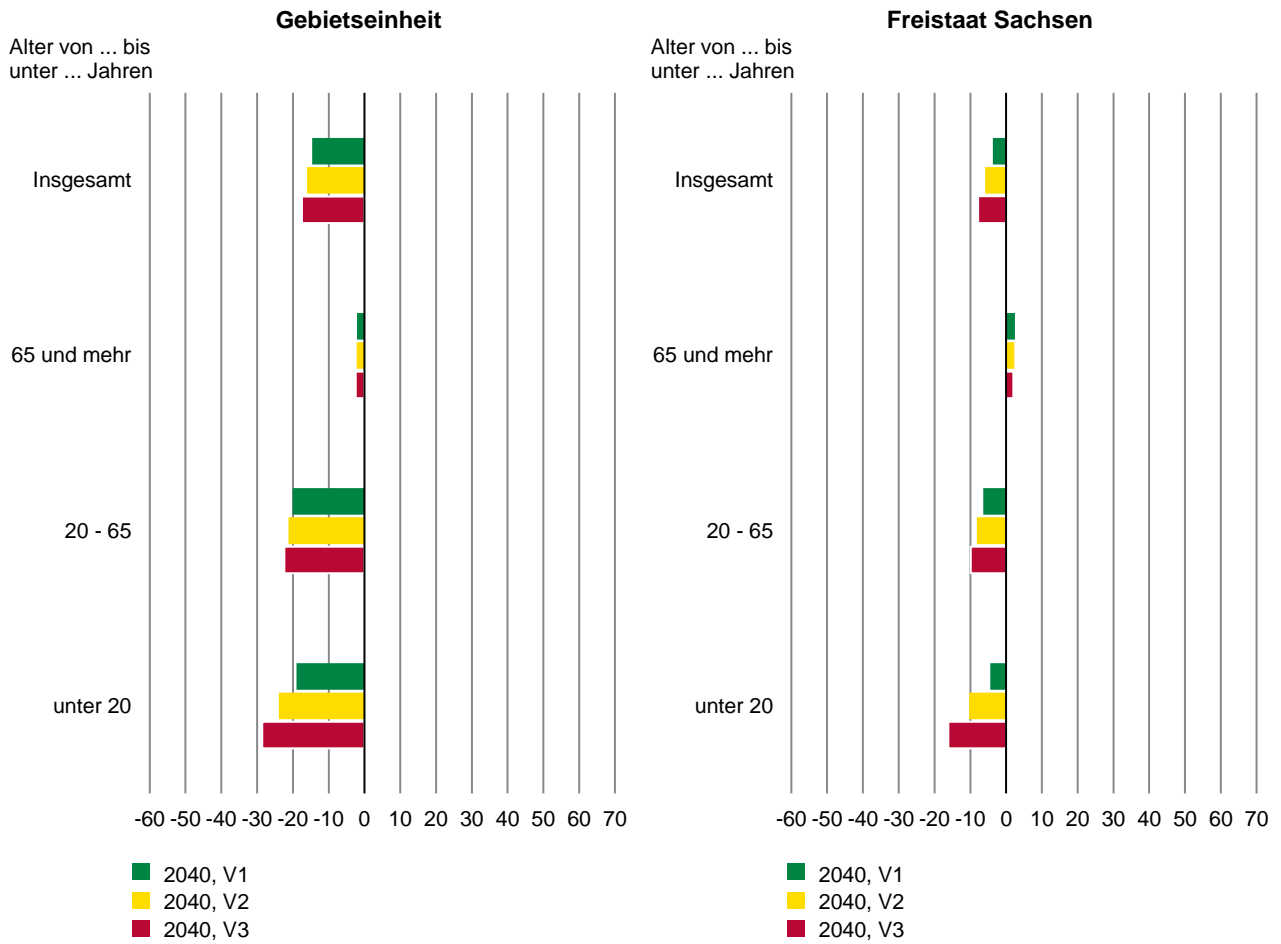 Gebietseinheit
Alter von ... bis
unter ... Jahren
Insgesamt
65 und mehr
20 - 65
unter 20
-60 -50 -40 -30 -20 -10 0 10 20 30 40 50 60 70
2040, V1
2040, V2
2040, V3
Freistaat Sachsen
Alter von ... bis
unter ... Jahren
Insgesamt
65 und mehr
20 - 65
unter 20
-60 -50 -40 -30 -20 -10 0 10 20 30 40 50 60 70
2040, V1
2040, V2
2040, V3